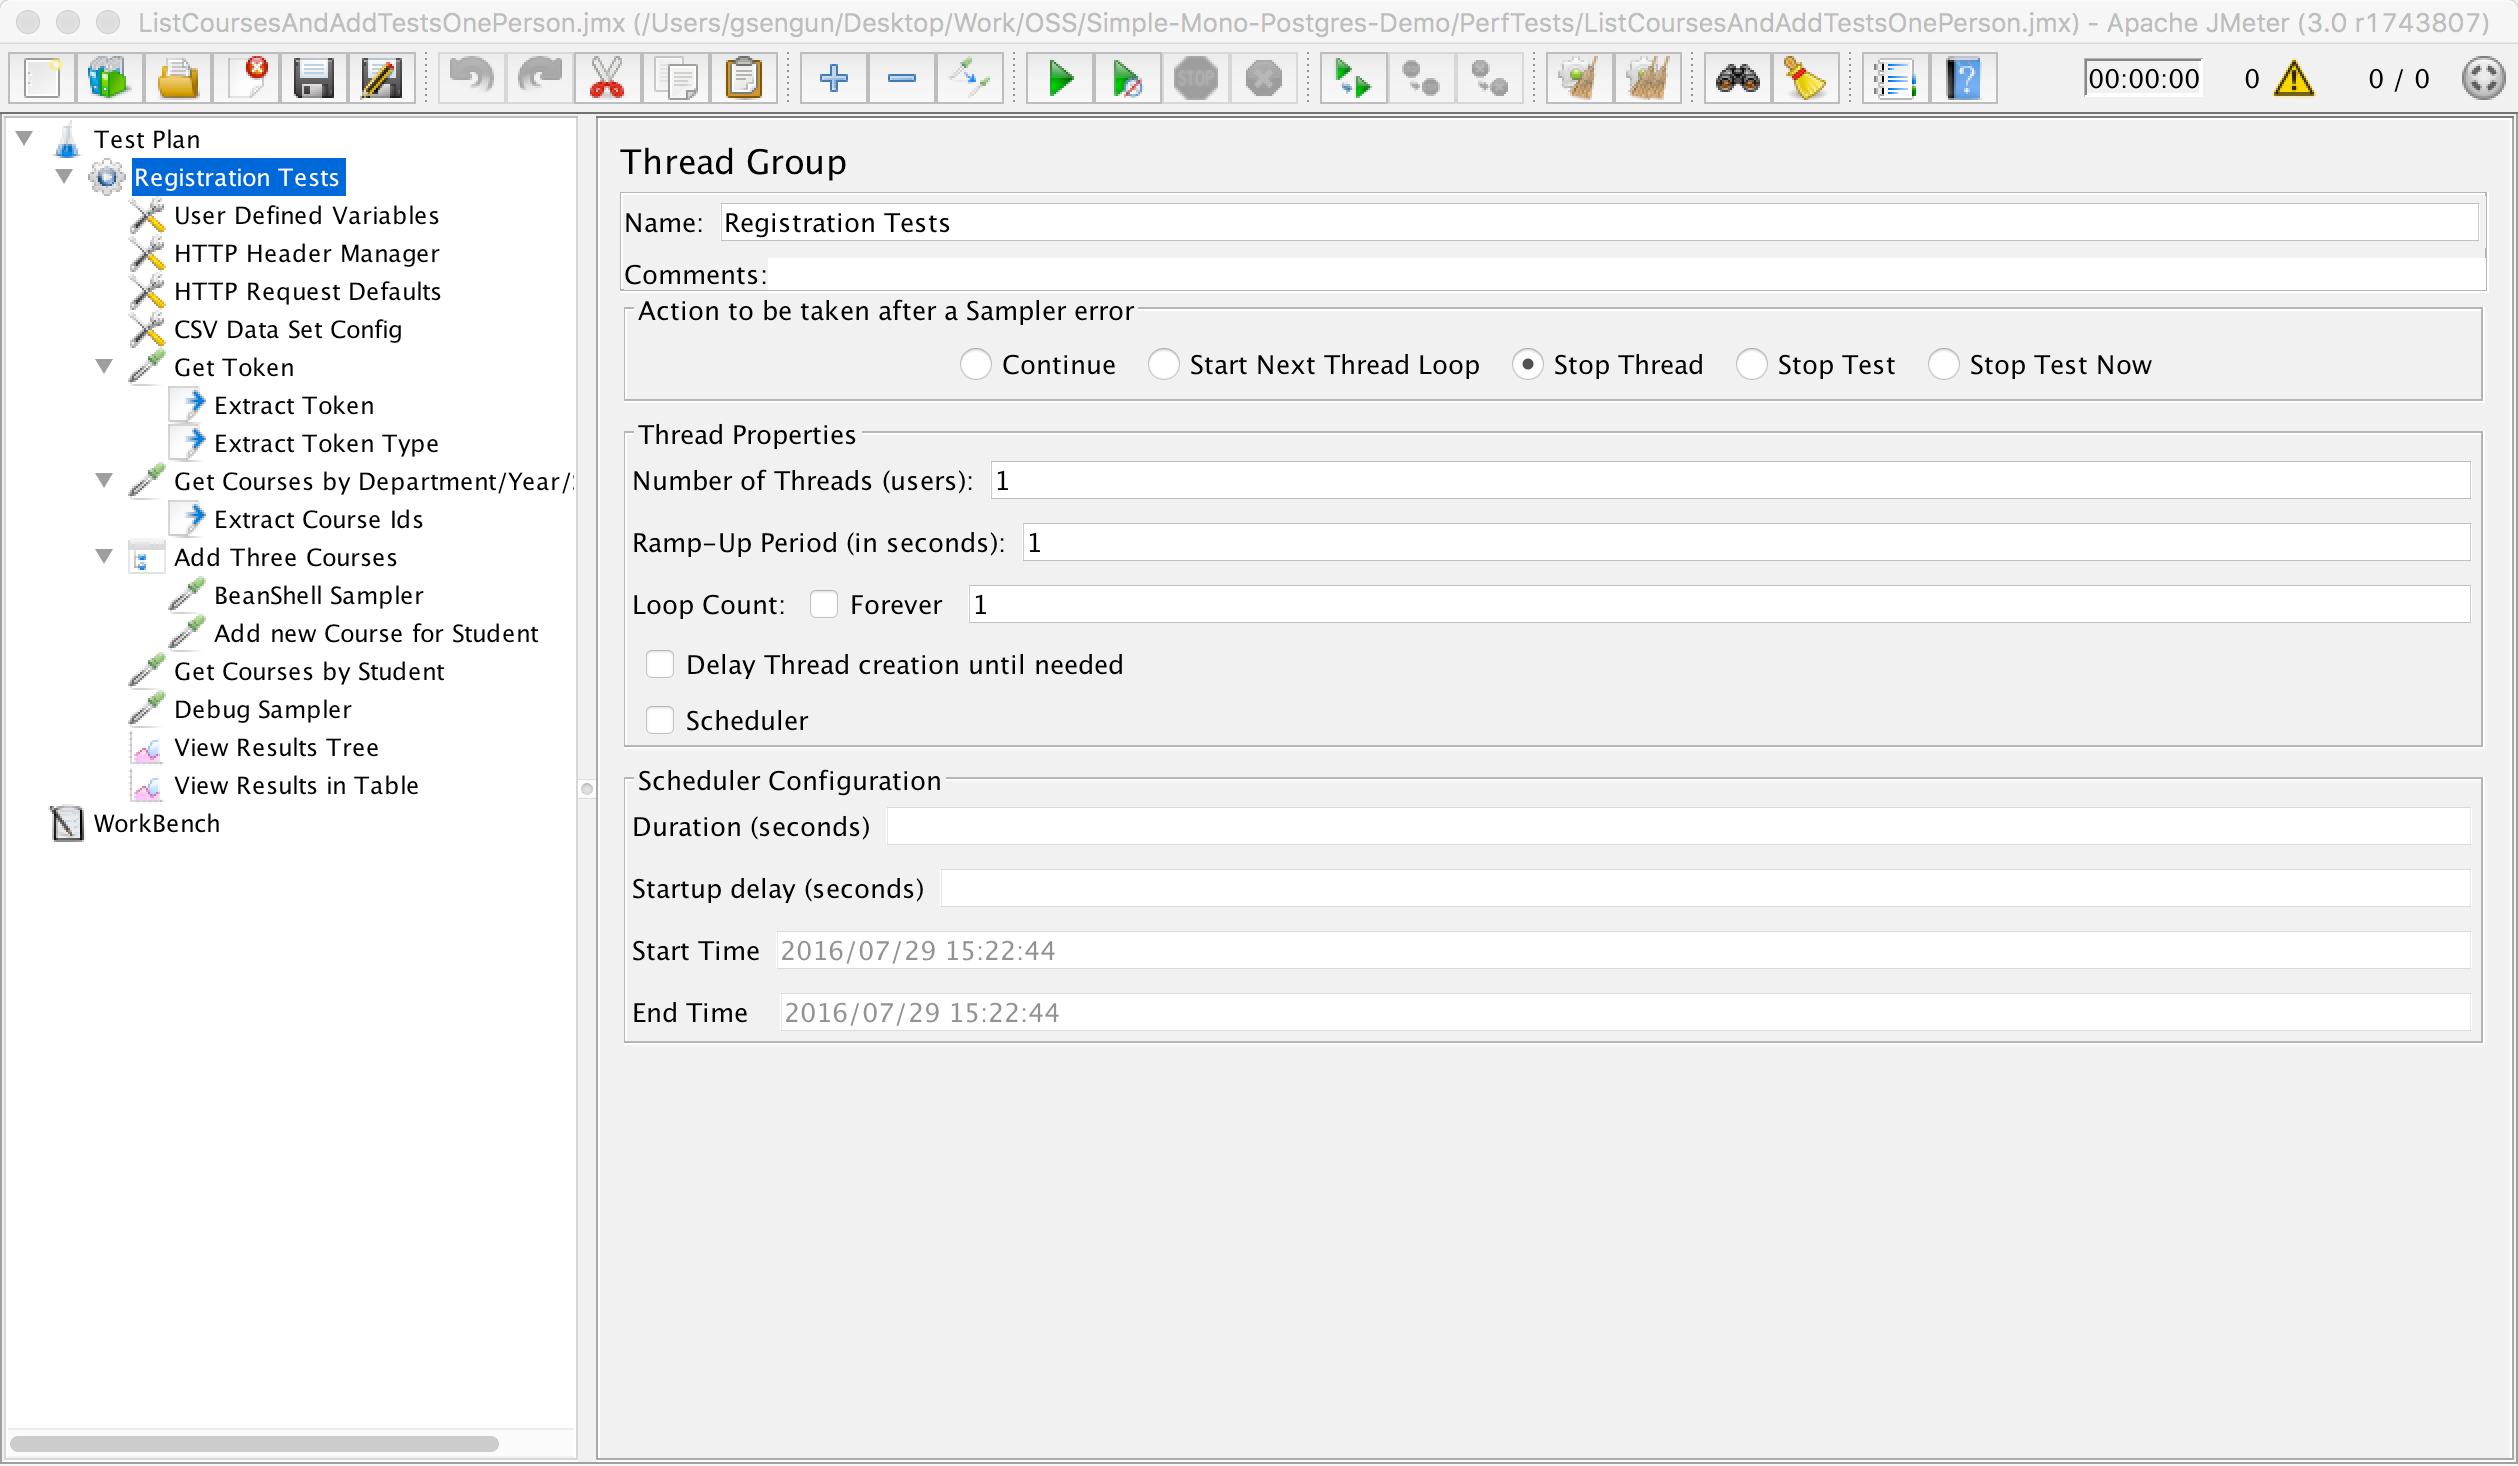 ListCoursesAndAddTestsOnePerson.jmx (/Users/gsengun/Desktop/Work/OSS/Simple-Mono-Postgres-Demo/PerfTests/ListCoursesAndAddTestsOnePerson.jmx) - Apache JMeter (3.0 r1743807)
STOP
?
00:00:00 0 0 / 0
Test Plan
Registration Tests
User Defined Variables
HTTP Header Manager
HTTP Request Defaults
CSV Data Set Config
Get Token
Extract Token
Extract Token Type
Get Courses by Department/Year/
Extract Course Ids
Add Three Courses
BeanShell Sampler
Add new Course for Student
Get Courses by Student
Debug Sampler
View Results Tree
View Results in Table
WorkBench
Thread Group
Name: Registration Tests
Comments:
Action to be taken after a Sampler error
Continue Start Next Thread Loop Stop Thread Stop Test Stop Test Now
Thread Properties
Number of Threads (users): 1
Ramp-Up Period (in seconds): 1
Loop Count: Forever 1
Delay Thread creation until needed
Scheduler
Scheduler Configuration
Duration (seconds)
Startup delay (seconds)
Start Time 2016/07/29 15:22:44
End Time 2016/07/29 15:22:44